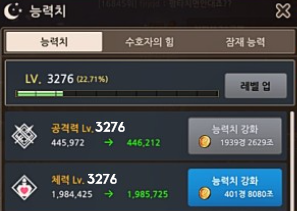 능력치
능력치 수호자의 힘 잠재 능력
LV. 3276 (22.71%) 레벨 업
공격력 Lv. 3276 능력치 강화
445,972 → 446,212 1939경 2629조
체력 Lv. 3276 능력치 강화
1,984,425 → 1,985,725 401경 8080조